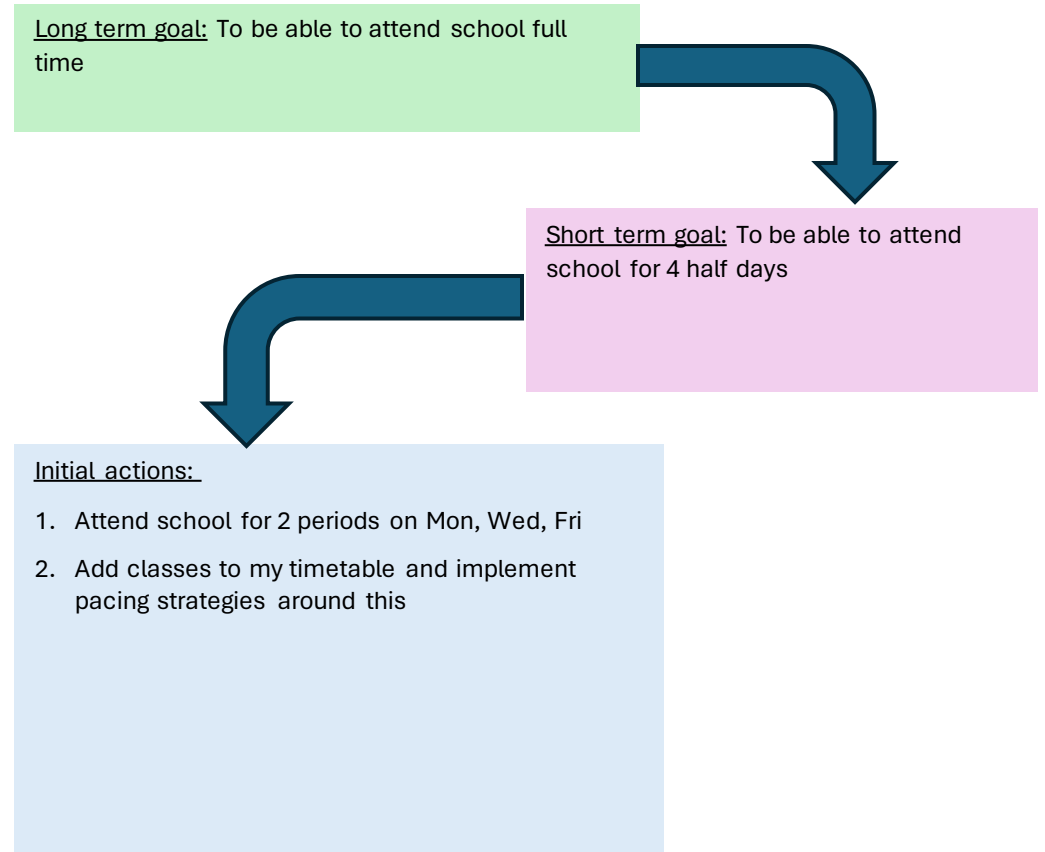 Long term goal: To be able to attend school full
time
Short term goal: To be able to attend
school for 4 half days
Initial actions:
1. Attend school for 2 periods on Mon, Wed, Fri
2. Add classes to my timetable and implement
pacing strategies around this